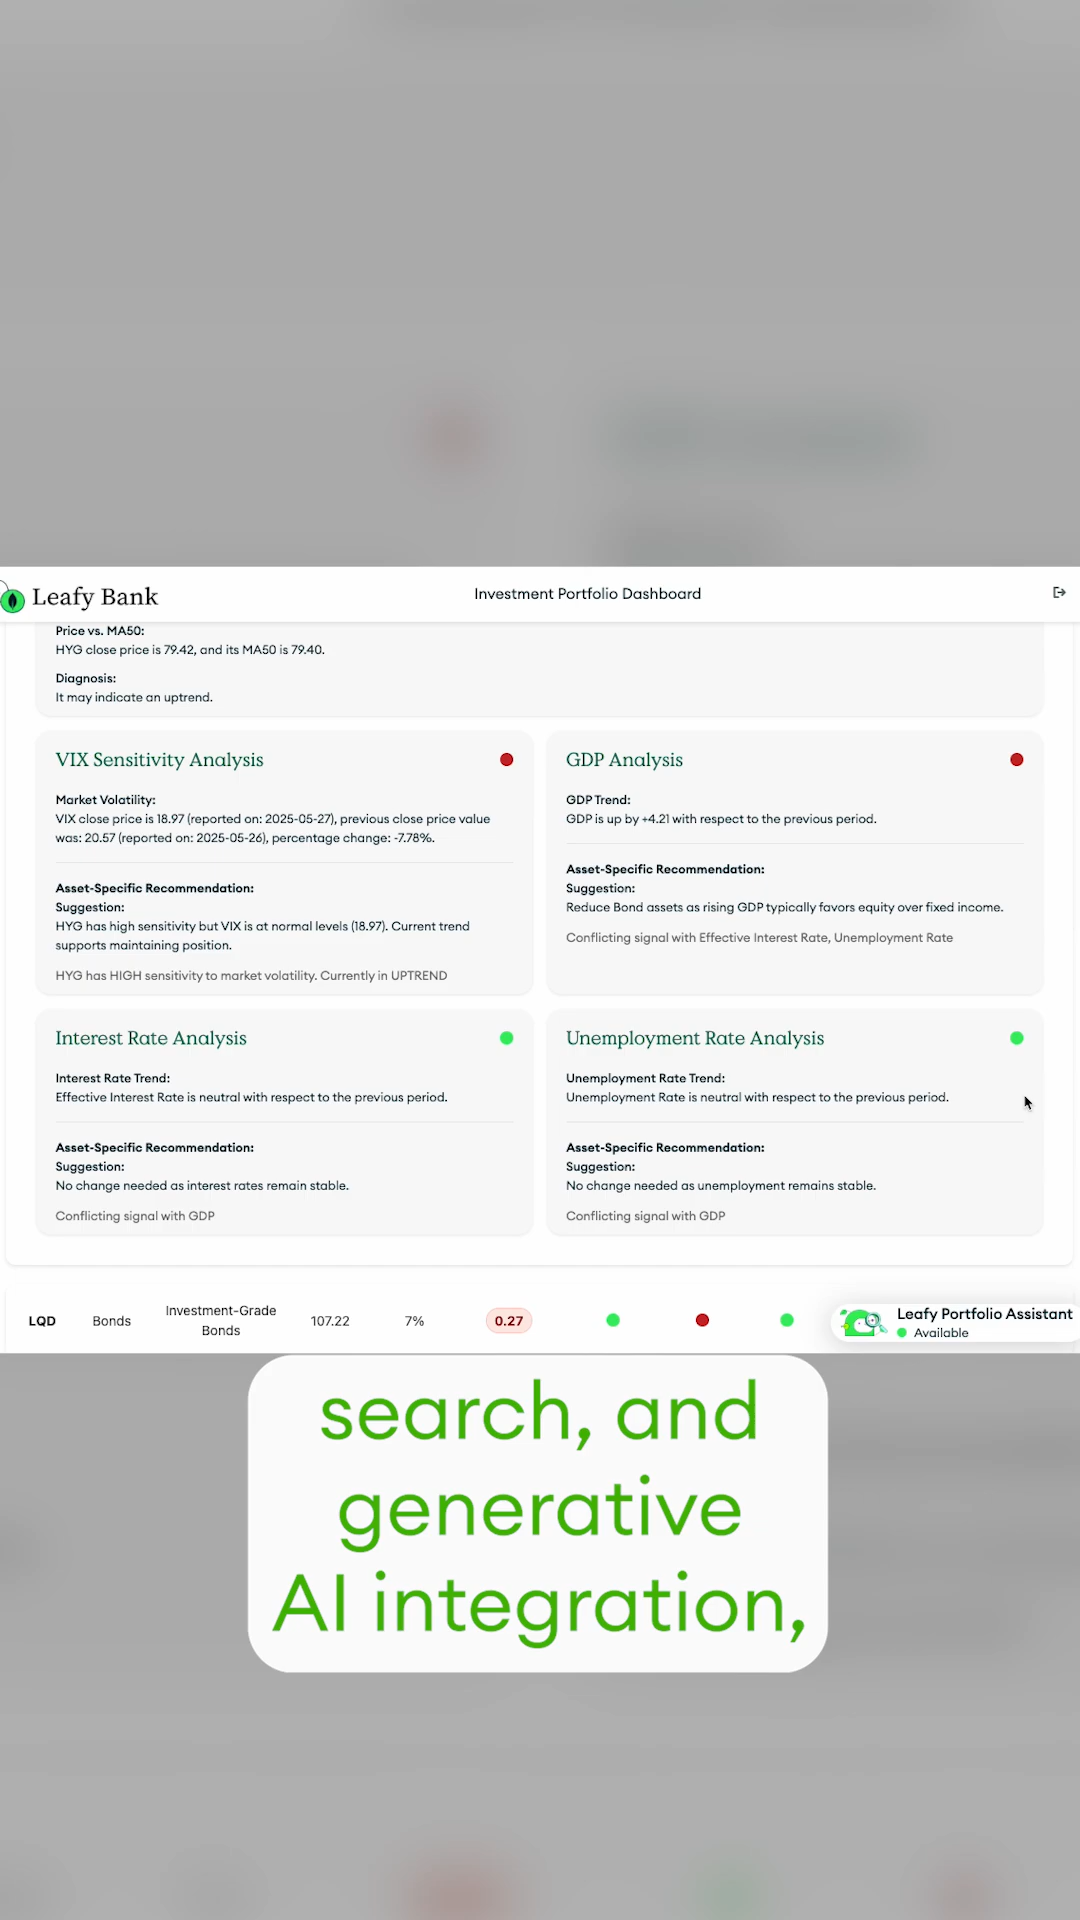 Leafy Bank
Investment Portfolio Dashboard
Price vs. MA50:
HYG close price is 79.42, and its MA50 is 79.40.
Diagnosis:
It may indicate an uptrend.
VIX Sensitivity Analysis
Market Volatility:
VIX close price is 18.97 (reported on: 2025-05-27), previous close price value
was: 20.57 (reported on: 2025-05-26), percentage change: -7.78%.
Asset-Specific Recommendation:
Suggestion:
HYG has high sensitivity but VIX is at normal levels (18.97). Current trend
supports maintaining position.
HYG has HIGH sensitivity to market volatility. Currently in UPTREND
GDP Analysis
GDP Trend:
GDP is up by +4.21 with respect to the previous period.
Asset-Specific Recommendation:
Suggestion:
Reduce Bond assets as rising GDP typically favors equity over fixed income.
Conflicting signal with Effective Interest Rate, Unemployment Rate
Interest Rate Analysis
Interest Rate Trend:
Effective Interest Rate is neutral with respect to the previous period.
Asset-Specific Recommendation:
Suggestion:
No change needed as interest rates remain stable.
Conflicting signal with GDP
Unemployment Rate Analysis
Unemployment Rate Trend:
Unemployment Rate is neutral with respect to the previous period.
Asset-Specific Recommendation:
Suggestion:
No change needed as unemployment remains stable.
Conflicting signal with GDP
LQD
Bonds
Investment-Grade
Bonds
107.22
7%
0.27
Leafy Portfolio Assistant
Available
search, and
generative
AI integration,